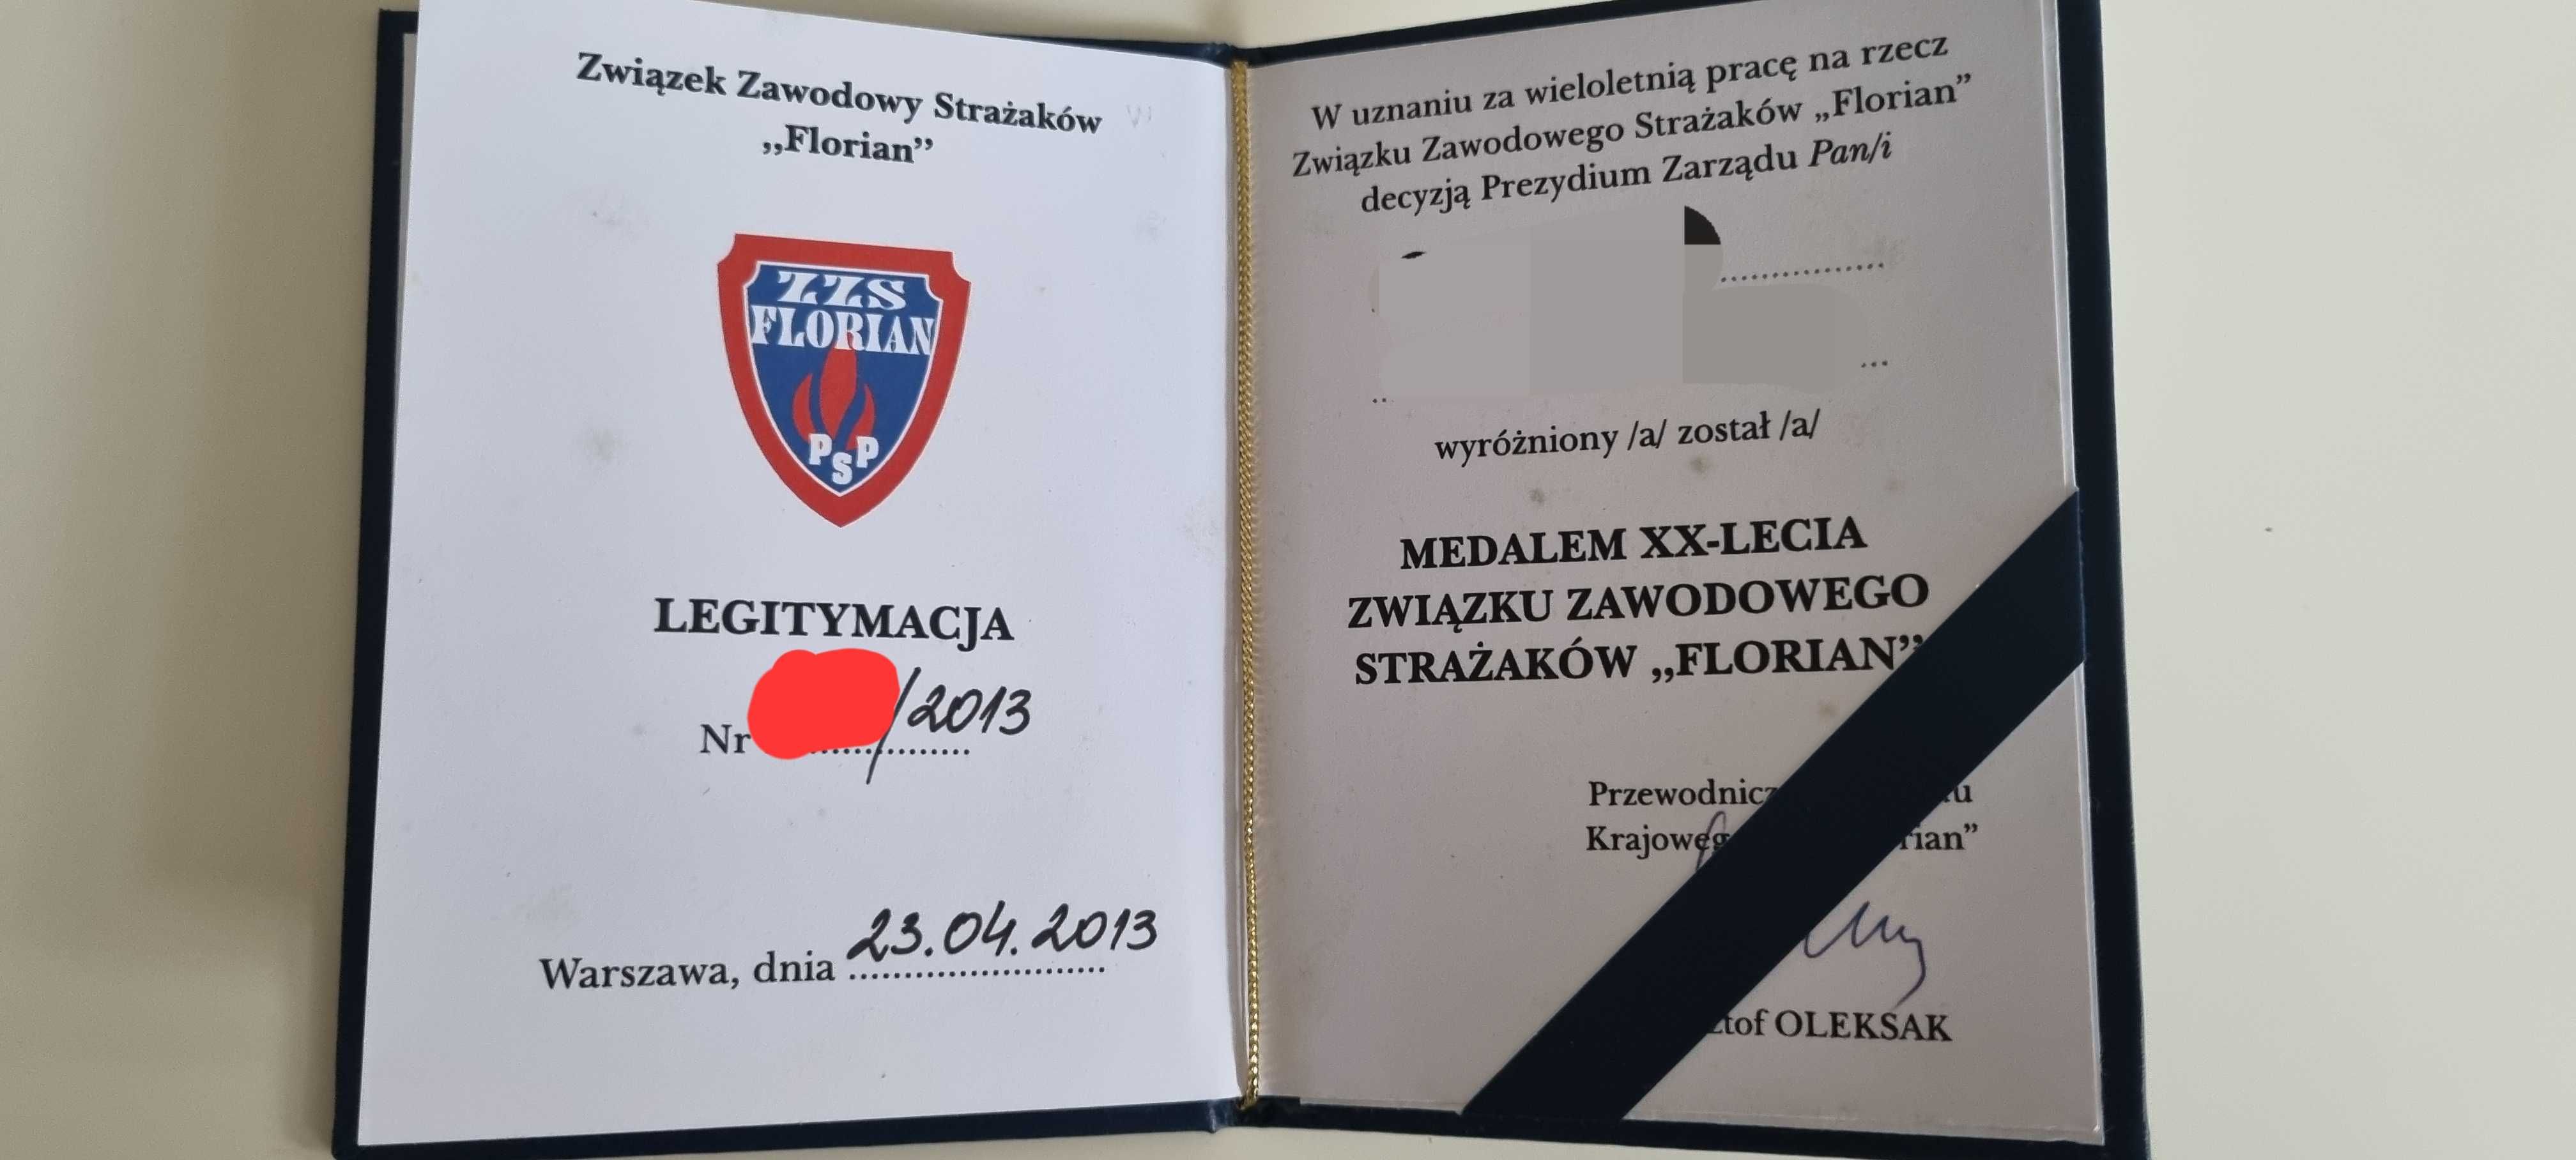 Związek Zawodowy Strażaków
„Florian”
ZZS
FLORIAN
PSP
LEGITYMACJA
Nr /2013
Warszawa, dnia 23.04.2013
W uznaniu za wieloletnią pracę na rzecz
Związku Zawodowego Strażaków „Florian”
decyzją Prezydium Zarządu Pan/i
wyróżniony /a/ został /a/
MEDALEM XX-LECIA
ZWIĄZKU ZAWODOWEGO
STRAŻAKÓW „FLORIAN”
OLEKSAK